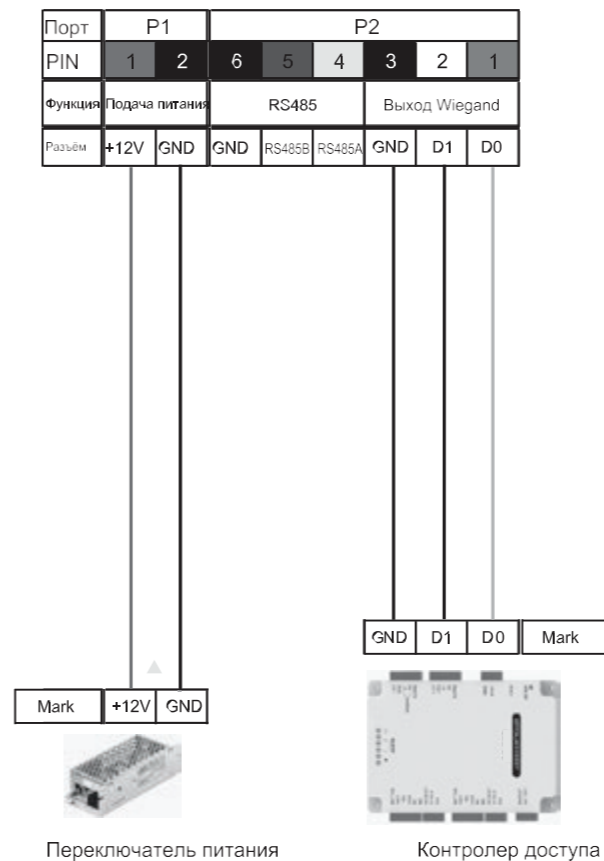 Порт P1 P2
PIN 1 2 6 5 4 3 2 1
Функция Подача питания RS485 Выход Wiegand
Разъём +12V GND GND RS485B RS485A GND D1 D0
GND D1 D0 Mark
Mark +12V GND
Переключатель питания Контролер доступа